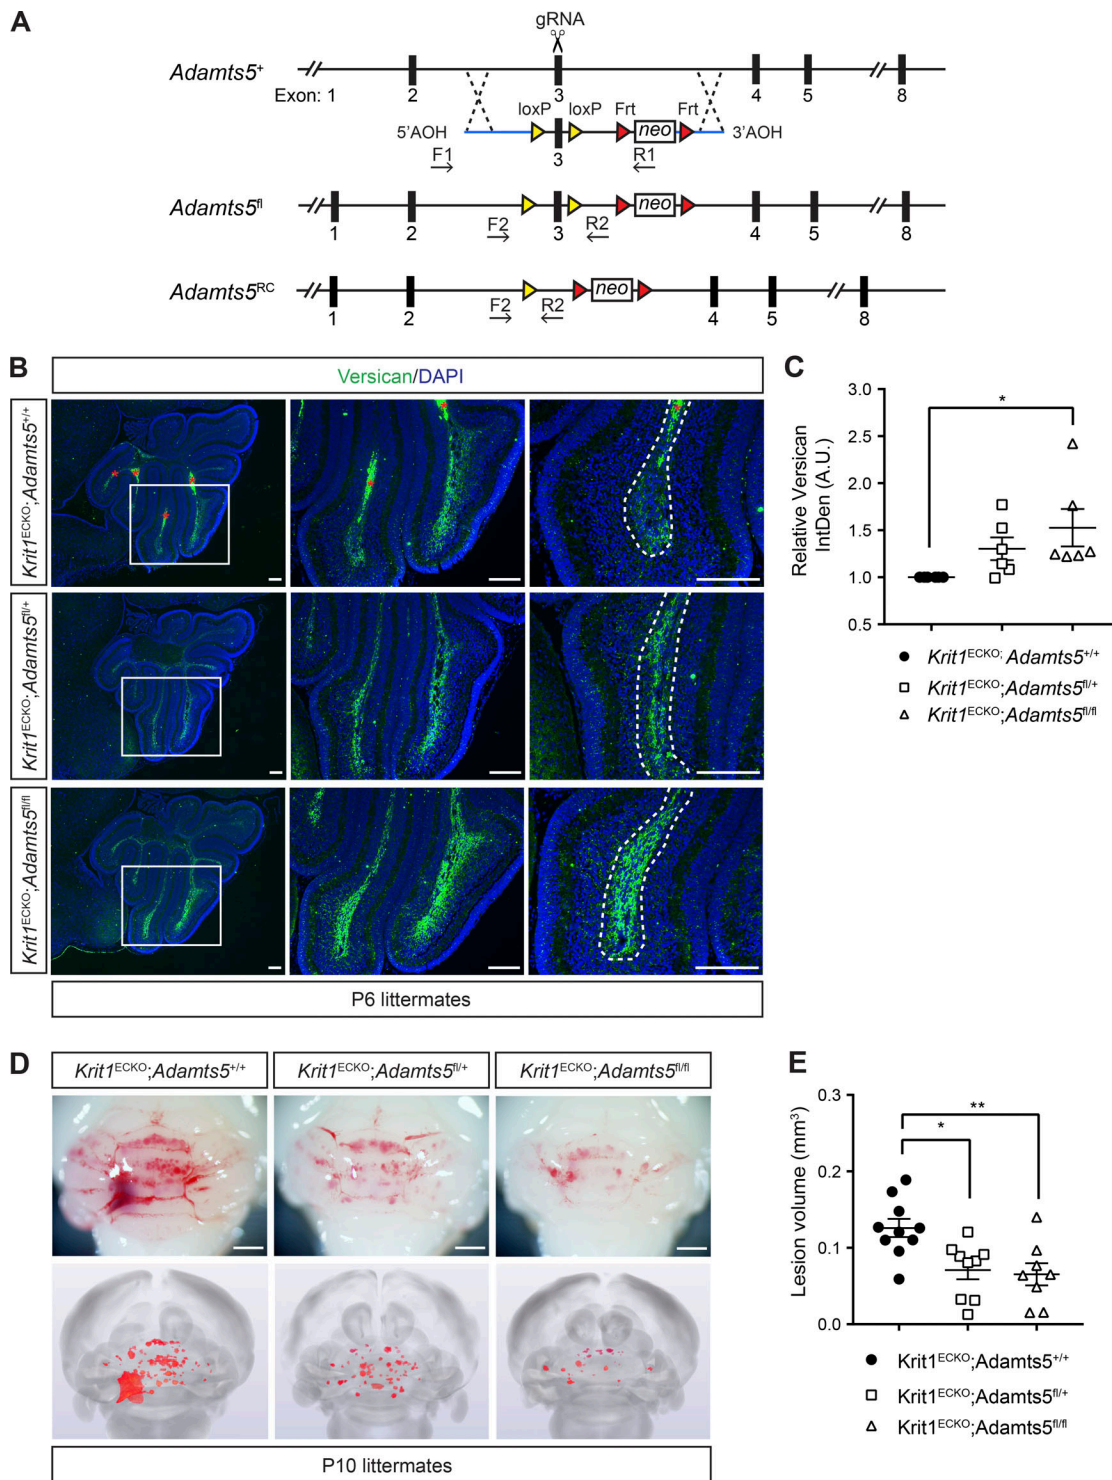 A
gRNA
Adamts5+
Exon: 1 2 3 4 5 8
loxP loxP Frt Frt
5'AOH neo 3'AOH
3
F1 R1
Adamts5fl
neo
F2 R2
1 2 3 4 5 8
Adamts5RC
neo
F2 R2
1 2 4 5 8
B
Versican/DAPI
Krit1ECKO;Adamts5+/+
Krit1ECKO;Adamts5fl/+
Krit1ECKO;Adamts5fl/fl
P6 littermates
C
Relative Versican
IntDen (A.U.)
3.0
2.5
2.0
1.5
1.0
0.5
*
Krit1ECKO;Adamts5+/+
Krit1ECKO;Adamts5fl/+
Krit1ECKO;Adamts5fl/fl
D
Krit1ECKO;Adamts5+/+ Krit1ECKO;Adamts5fl/+ Krit1ECKO;Adamts5fl/fl
P10 littermates
E
Lesion volume (mm3)
0.3
0.2
0.1
0.0
**
*
Krit1ECKO;Adamts5+/+
Krit1ECKO;Adamts5fl/+
Krit1ECKO;Adamts5fl/fl